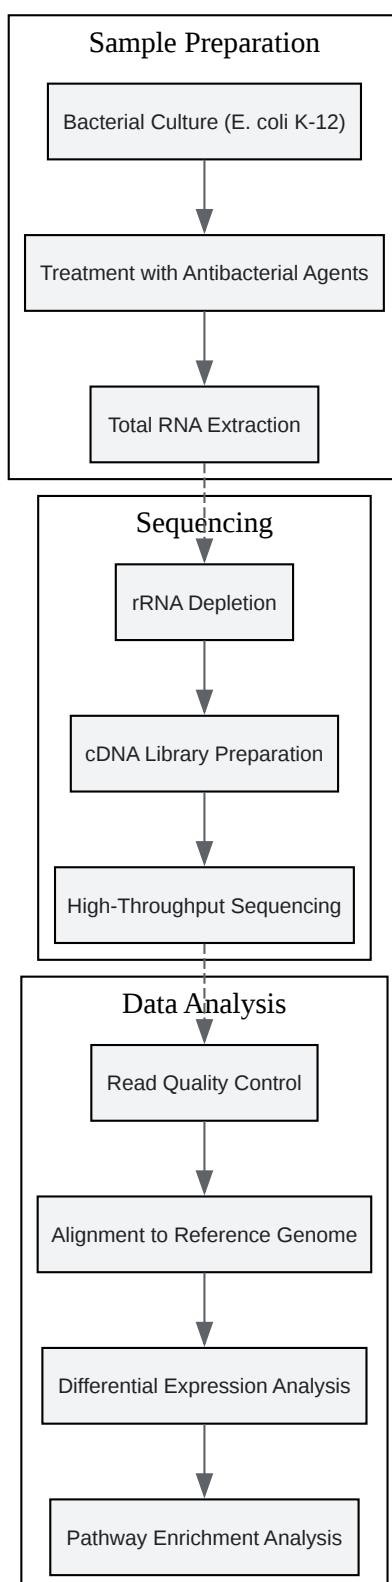 Sample Preparation
Bacterial Culture (E. coli K-12)
Treatment with Antibacterial Agents
Total RNA Extraction
Sequencing
rRNA Depletion
cDNA Library Preparation
High-Throughput Sequencing
Data Analysis
Read Quality Control
Alignment to Reference Genome
Differential Expression Analysis
Pathway Enrichment Analysis